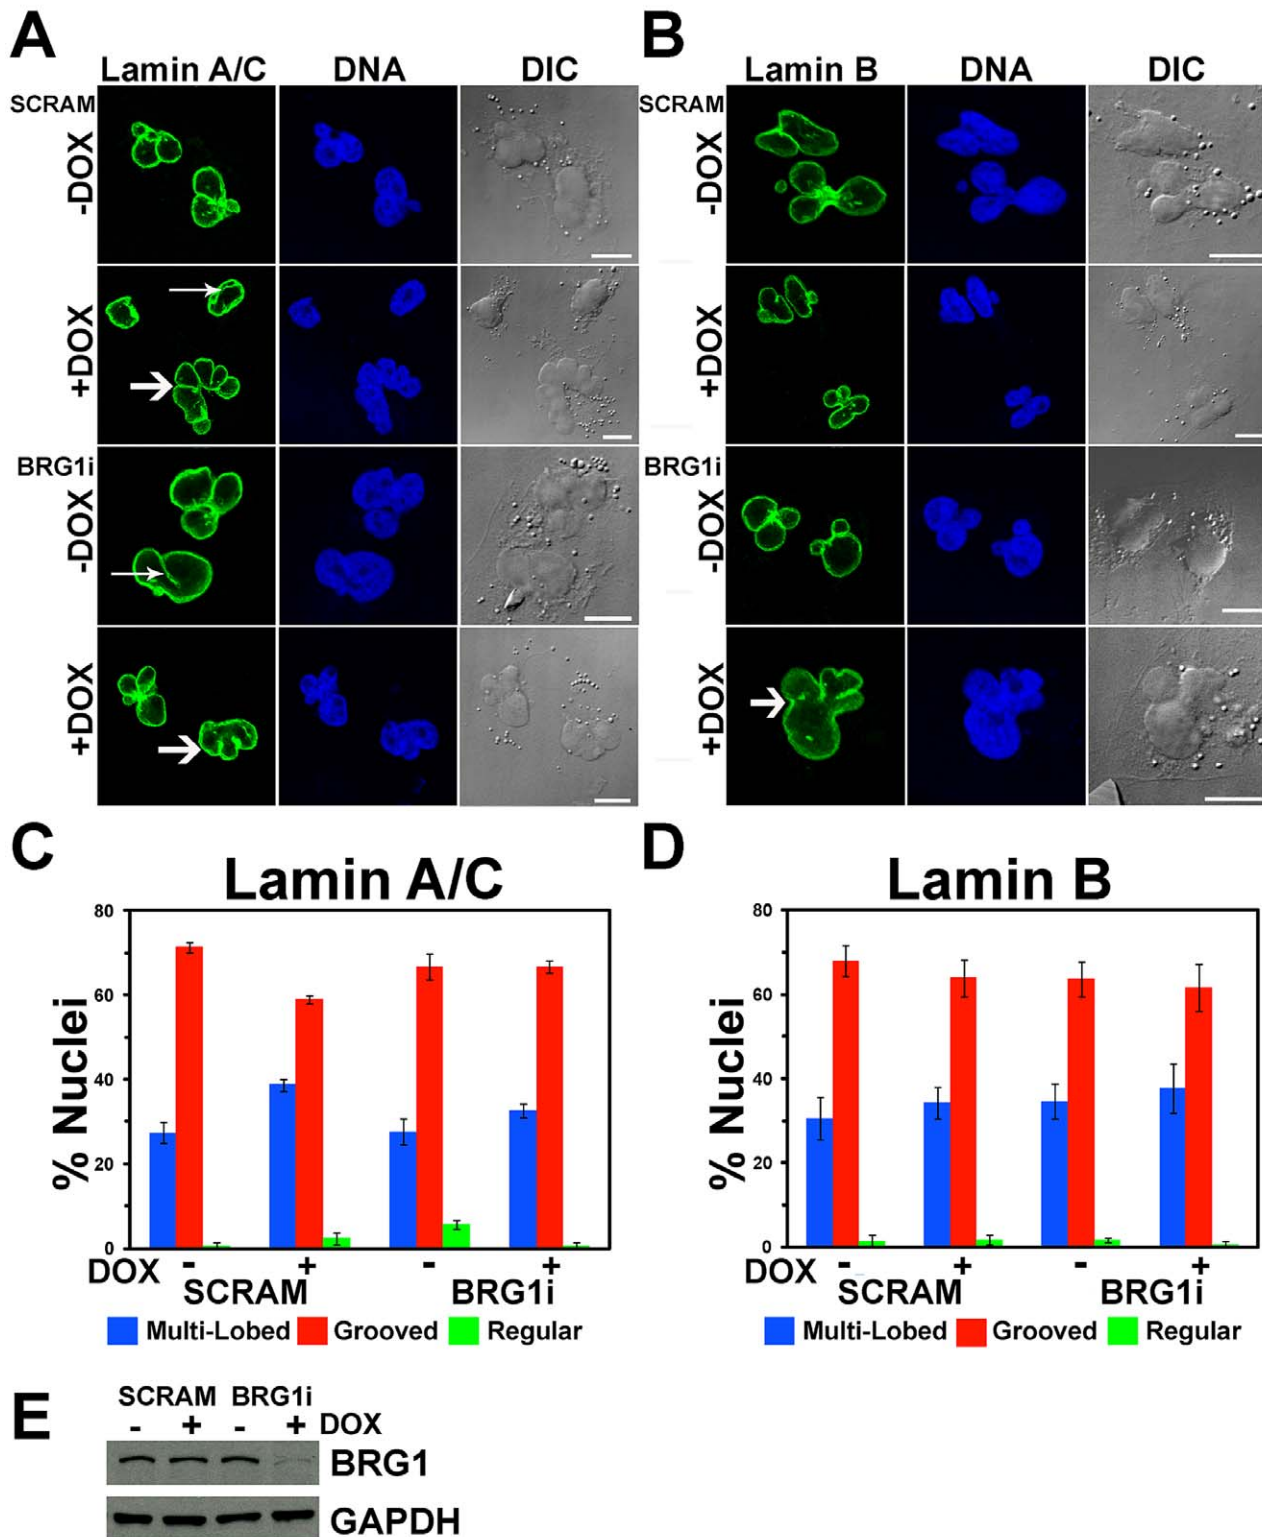 A B
Lamin A/C DNA DIC Lamin B DNA DIC
SCRAM SCRAM
-DOX -DOX
+DOX +DOX
BRG1i BRG1i
-DOX -DOX
+DOX +DOX
C D
Lamin A/C
% Nuclei
80
60
40
20
0
DOX - + - +
SCRAM BRG1i
Multi-Lobed Grooved Regular
Lamin B
% Nuclei
80
60
40
20
0
DOX - + - +
SCRAM BRG1i
Multi-Lobed Grooved Regular
E
SCRAM BRG1i
- + - + DOX
BRG1
GAPDH